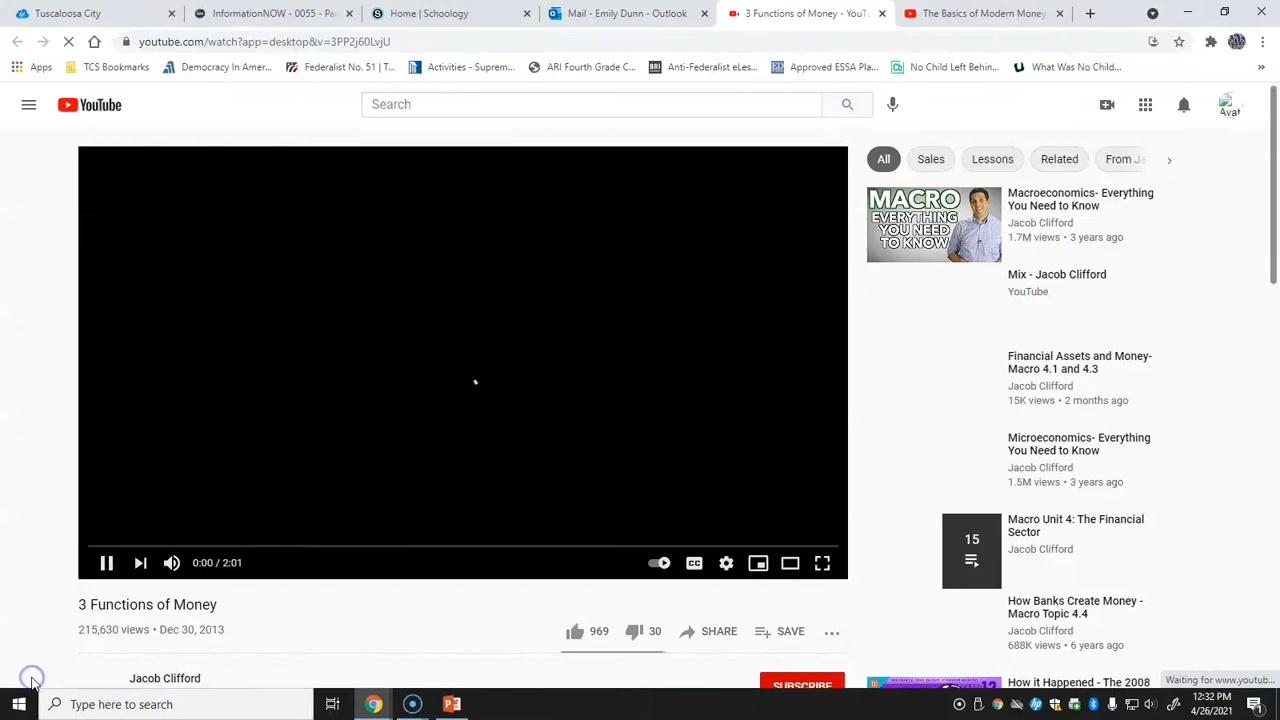 Tuscaloosa City
InformationNOW - 0055 - Pa
Home | Schoology
Mail - Emily Dunn - Outlook
3 Functions of Money - YouT
The Basics of Modern Money
youtube.com/watch?app=desktop&v=3PP2j60LvjU
Apps
TCS Bookmarks
Democracy In Amer...
Federalist No. 51 | T...
Activities - Suprem...
ARI Fourth Grade C...
Anti-Federalist eLes...
Approved ESSA Pla...
No Child Left Behin...
What Was No Child...
YouTube
Search
Avat
All
Sales
Lessons
Related
From Je
MACRO
EVERYTHING
YOU NEED
TO KNOW
Macroeconomics- Everything
You Need to Know
Jacob Clifford
1.7M views • 3 years ago
Mix - Jacob Clifford
YouTube
Financial Assets and Money-
Macro 4.1 and 4.3
Jacob Clifford
15K views • 2 months ago
Microeconomics- Everything
You Need to Know
Jacob Clifford
1.5M views • 3 years ago
15
Macro Unit 4: The Financial
Sector
Jacob Clifford
How Banks Create Money -
Macro Topic 4.4
Jacob Clifford
688K views • 6 years ago
How it Happened - The 2008
0:00 / 2:01
CC
3 Functions of Money
215,630 views • Dec 30, 2013
969
30
SHARE
SAVE
Jacob Clifford
SUBSCRIBE
Waiting for www.youtub...
Type here to search
12:32 PM
4/26/2021